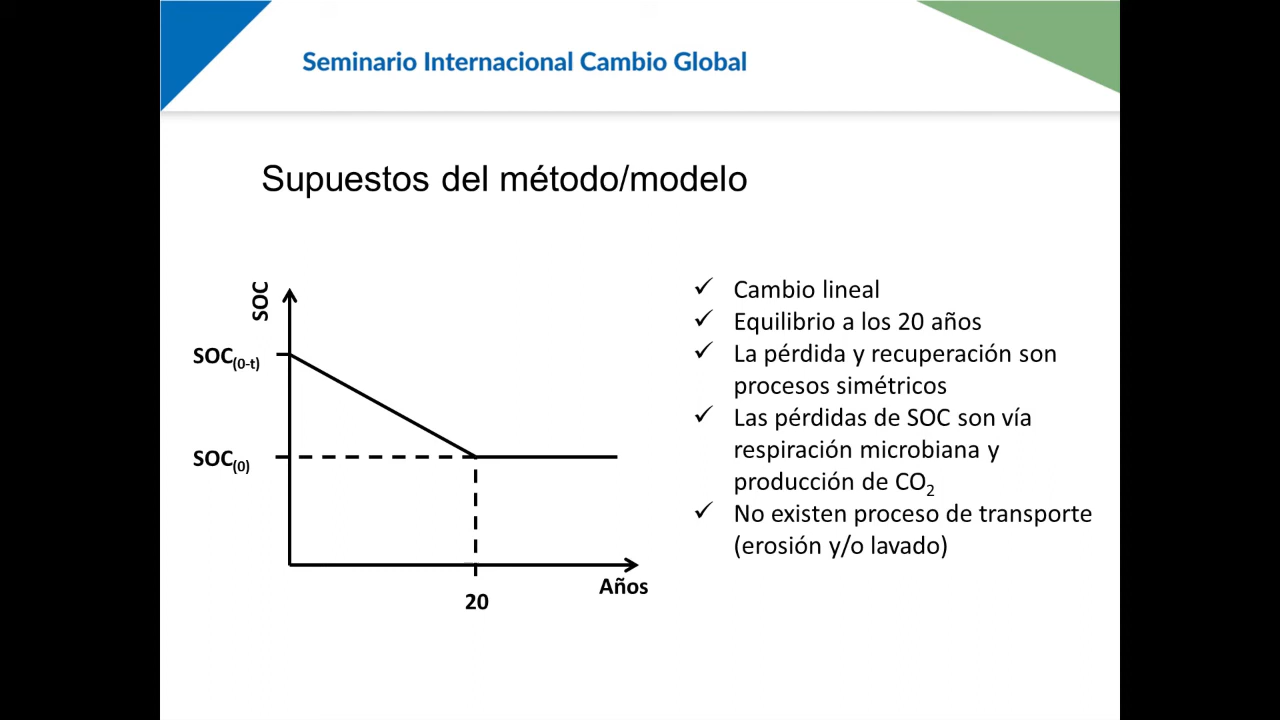 Seminario Internacional Cambio Global
Supuestos del método/modelo
SOC
SOC(0-t)
SOC(0)
20
Años
✓ Cambio lineal
✓ Equilibrio a los 20 años
✓ La pérdida y recuperación son
procesos simétricos
✓ Las pérdidas de SOC son vía
respiración microbiana y
producción de CO2
✓ No existen proceso de transporte
(erosión y/o lavado)